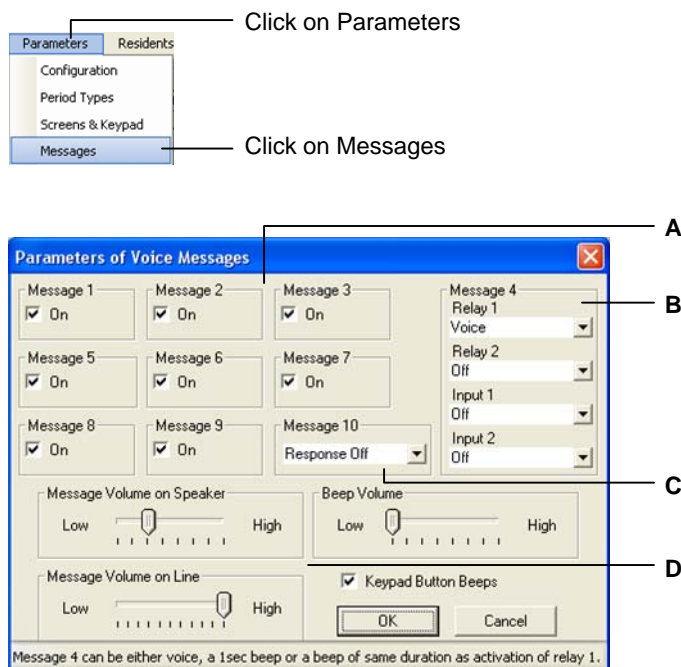 Click on Parameters
Parameters Residents
Configuration
Period Types
Screens & Keypad
Messages
Click on Messages
A
Parameters of Voice Messages
Message 1 Message 2 Message 3 Message 4
On On On Relay 1
B
Voice
Relay 2
Message 5 Message 6 Message 7
Off
On On On
Input 1
Off
Message 8 Message 9 Message 10
Input 2
On On Response Off Off
C
Message Volume on Speaker Beep Volume
Low High Low High
D
Message Volume on Line Keypad Button Beeps
Low High OK Cancel
Message 4 can be either voice, a 1sec beep or a beep of same duration as activation of relay 1.